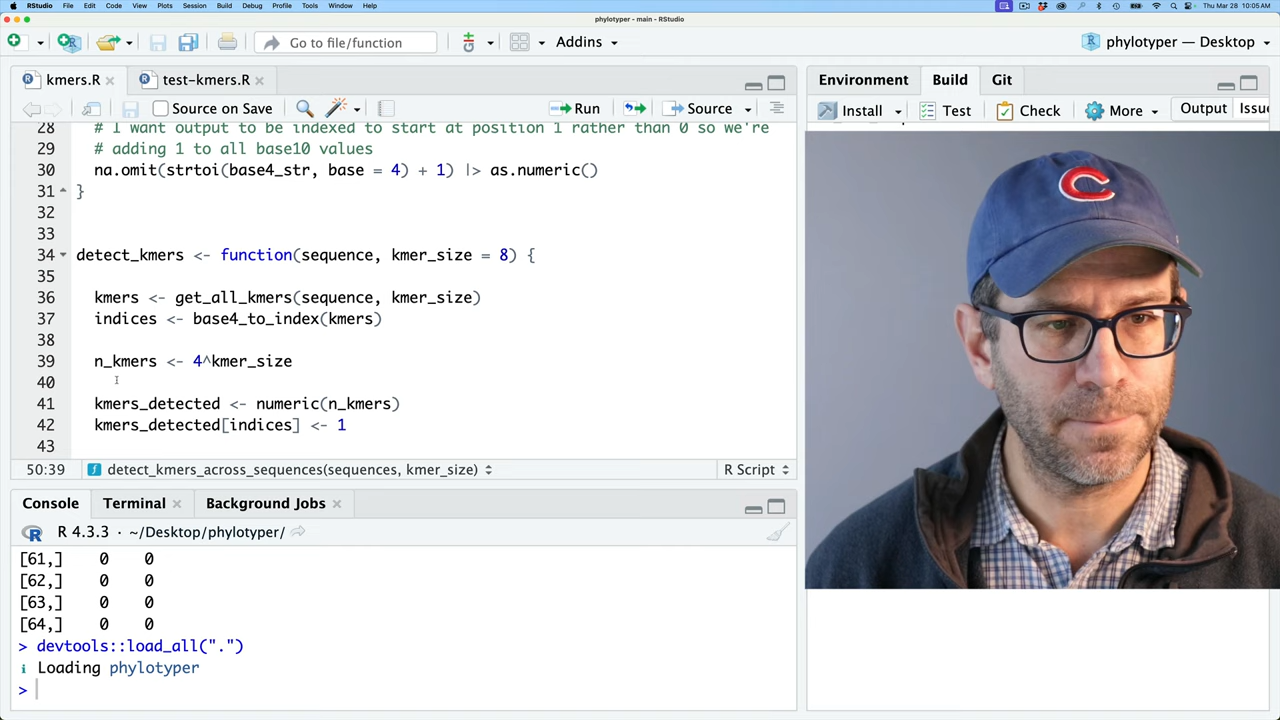 RStudio File Edit Code View Plots Session Build Debug Profile Tools Window Help Thu Mar 28 10:05 AM
phylotyper - main - RStudio
Go to file/function Addins phylotyper — Desktop
kmers.R test-kmers.R
Source on Save Run Source
28 # I want output to be indexed to start at position 1 rather than 0 so we're
29 # adding 1 to all base10 values
30 na.omit(strtoi(base4_str, base = 4) + 1) |> as.numeric()
31 }
32
33
34 detect_kmers <- function(sequence, kmer_size = 8) {
35
36 kmers <- get_all_kmers(sequence, kmer_size)
37 indices <- base4_to_index(kmers)
38
39 n_kmers <- 4^kmer_size
40
41 kmers_detected <- numeric(n_kmers)
42 kmers_detected[indices] <- 1
43
50:39 detect_kmers_across_sequences(sequences, kmer_size) R Script
Console Terminal Background Jobs
R 4.3.3 · ~/Desktop/phylotyper/
[61,] 0 0
[62,] 0 0
[63,] 0 0
[64,] 0 0
> devtools::load_all(".")
i Loading phylotyper
>
Environment Build Git
Install Test Check More Output Issue
C